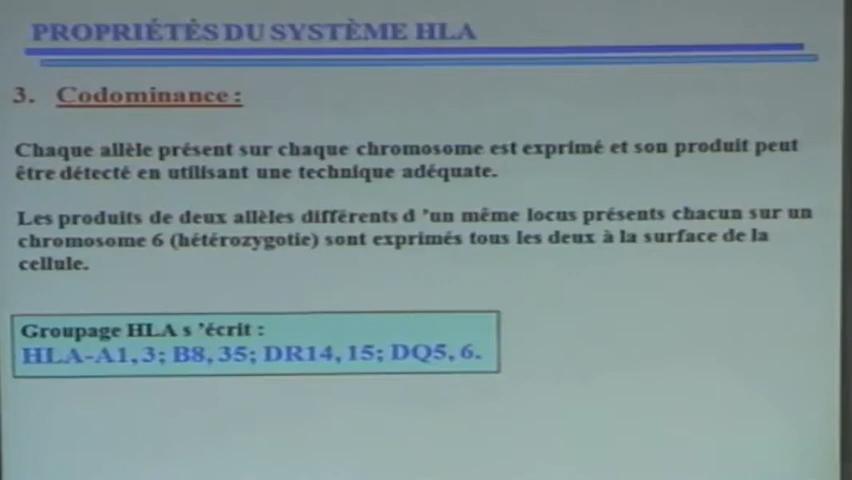 PROPRIÉTÉS DU SYSTÈME HLA
3. Codominance :
Chaque allèle présent sur chaque chromosome est exprimé et son produit peut
être détecté en utilisant une technique adéquate.
Les produits de deux allèles différents d 'un même locus présents chacun sur un
chromosome 6 (hétérozygotie) sont exprimés tous les deux à la surface de la
cellule.
Groupage HLA s 'écrit :
HLA-A1, 3; B8, 35; DR14, 15; DQ5, 6.